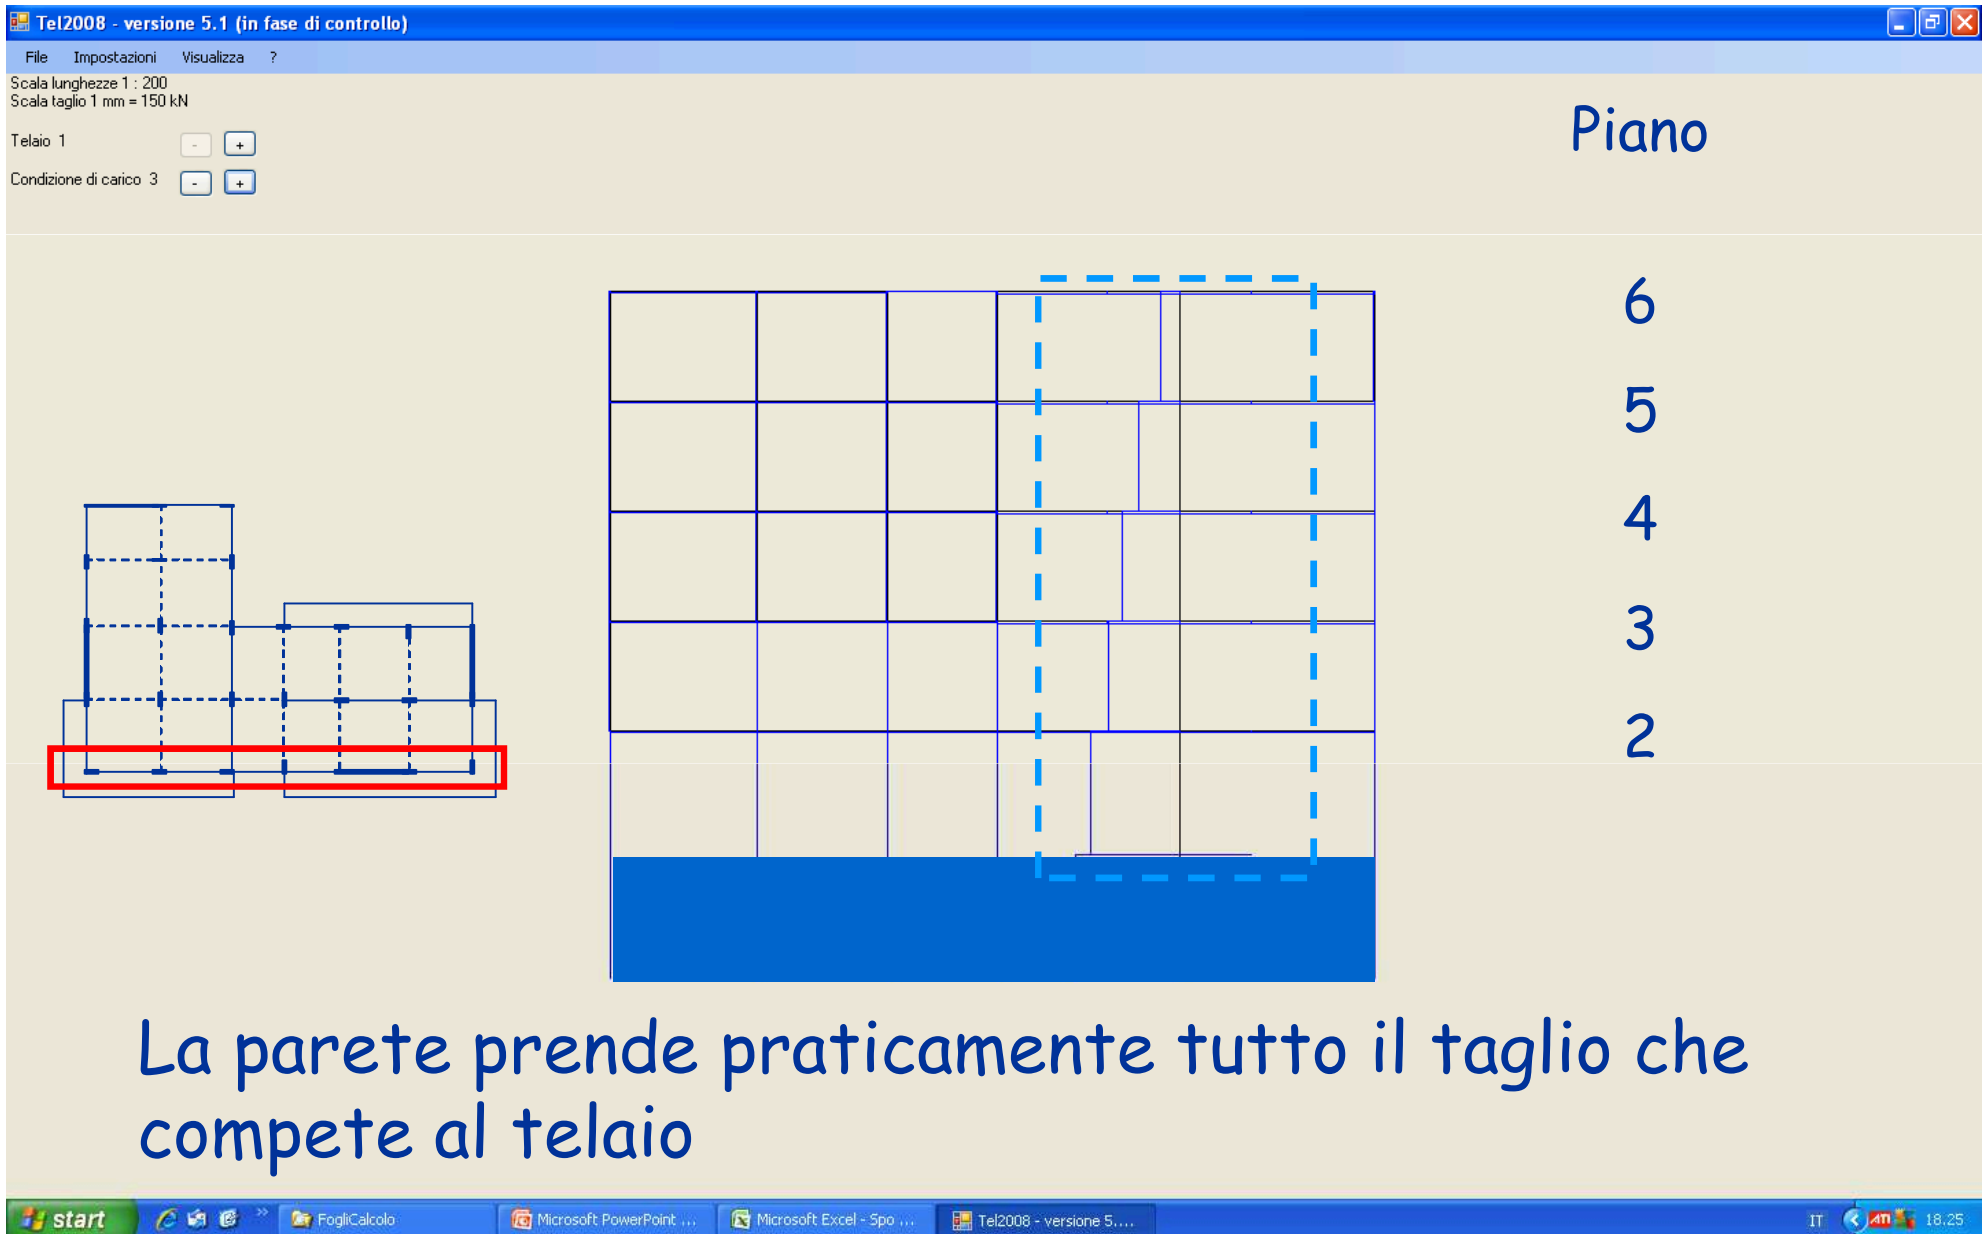 Tel2008 - versione 5.1 (in fase di controllo)
File Impostazioni Visualizza ?
Scala lunghezze 1 : 200
Scala taglio 1 mm = 150 kN
Telaio 1 - +
Condizione di carico 3 - +
Piano
6
5
4
3
2
La parete prende praticamente tutto il taglio che
compete al telaio
start » FogliCalcolo Microsoft PowerPoint ... Microsoft Excel - Spo ... Tel2008 - versione 5.... IT ATI 18.25